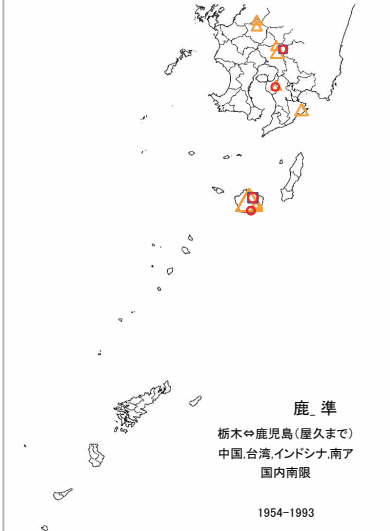 鹿_ 準
栃木⇔鹿児島(屋久まで)
中国,台湾,インドシナ,南ア
国内南限
1954-1993